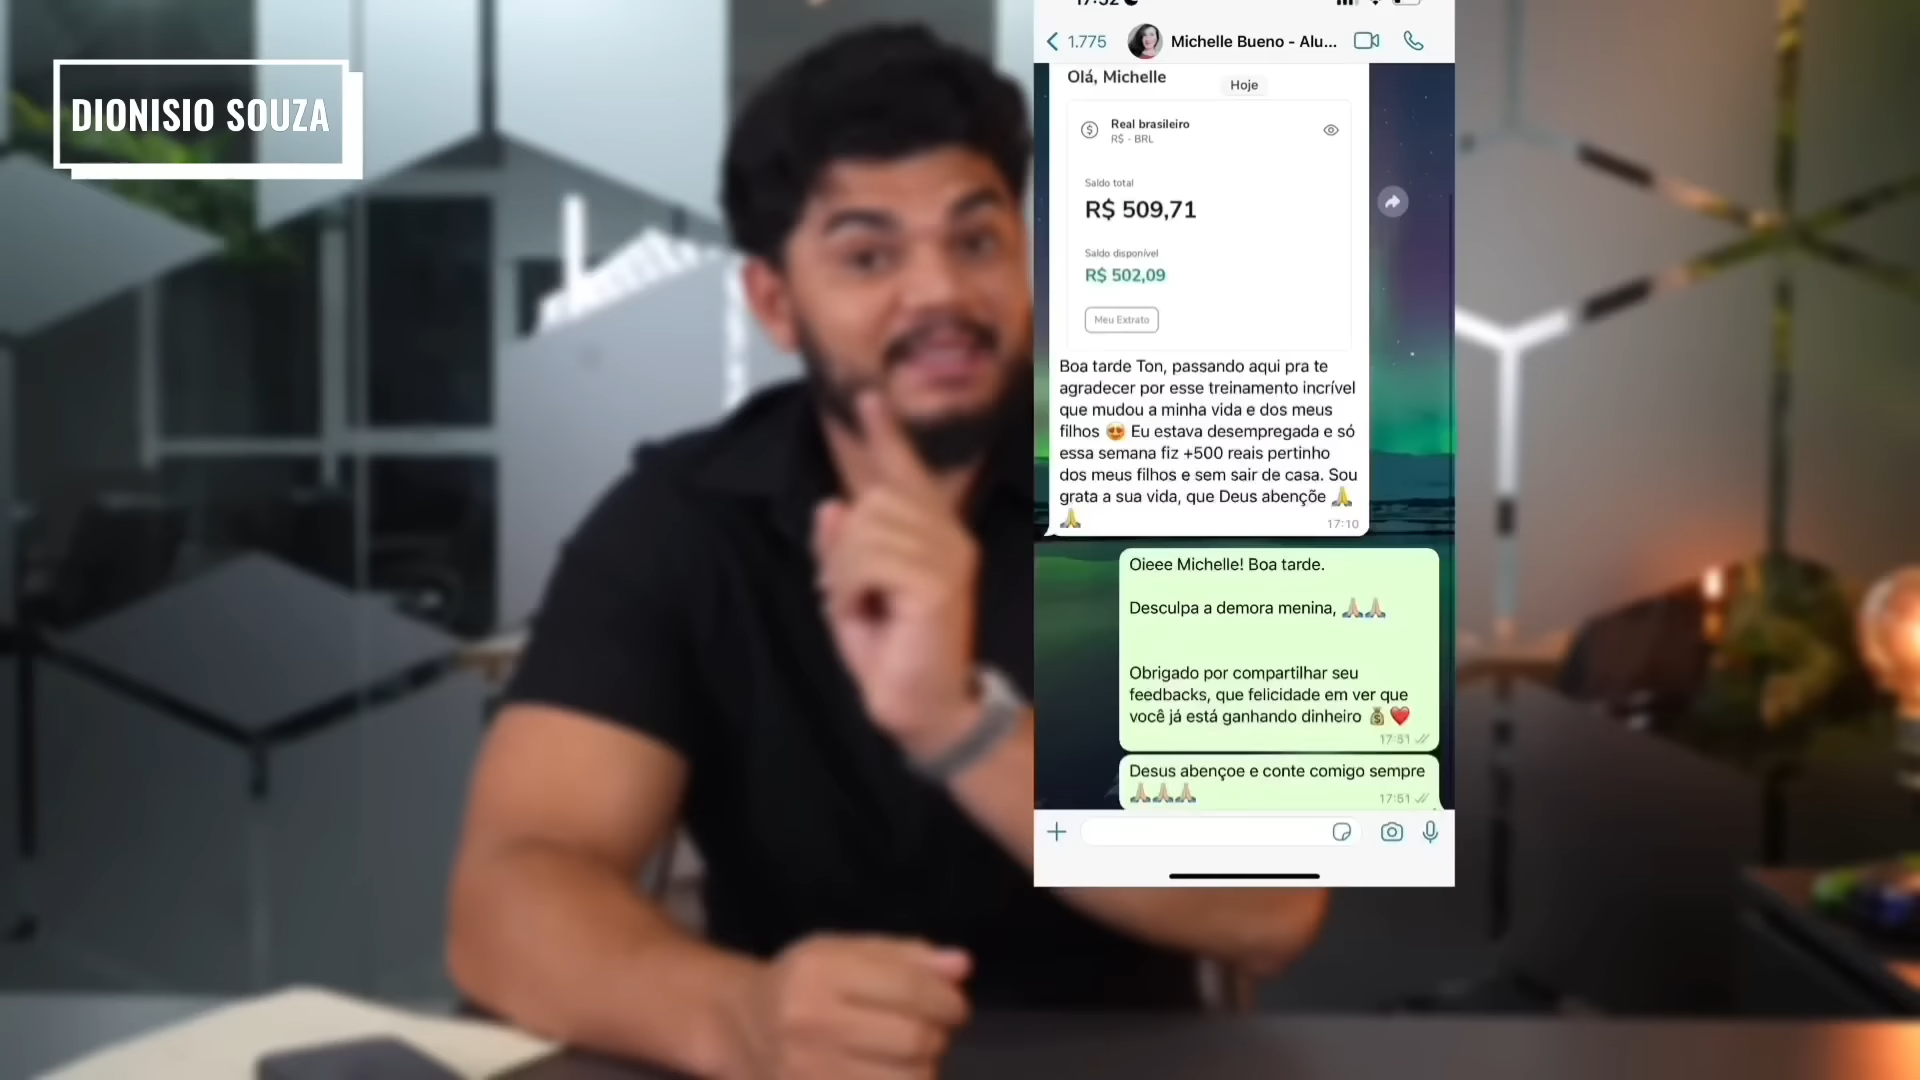 DIONISIO SOUZA
1.775
Michelle Bueno - Alu...
Olá, Michelle
Hoje
Real brasileiro
R$ - BRL
Saldo total
R$ 509,71
Saldo disponível
R$ 502,09
Meu Extrato
Boa tarde Ton, passando aqui pra te
agradecer por esse treinamento incrível
que mudou a minha vida e dos meus
filhos 😍 Eu estava desempregada e só
essa semana fiz +500 reais pertinho
dos meus filhos e sem sair de casa. Sou
grata a sua vida, que Deus abenção 🙏
🙏
17:10
Oieee Michelle! Boa tarde.
Desculpa a demora menina, 🙏🏼🙏🏼
Obrigado por compartilhar seu
feedbacks, que felicidade em ver que
você já está ganhando dinheiro 💰❤️
17:51
Desus abençoe e conte comigo sempre
🙏🏼🙏🏼🙏🏼
17:51